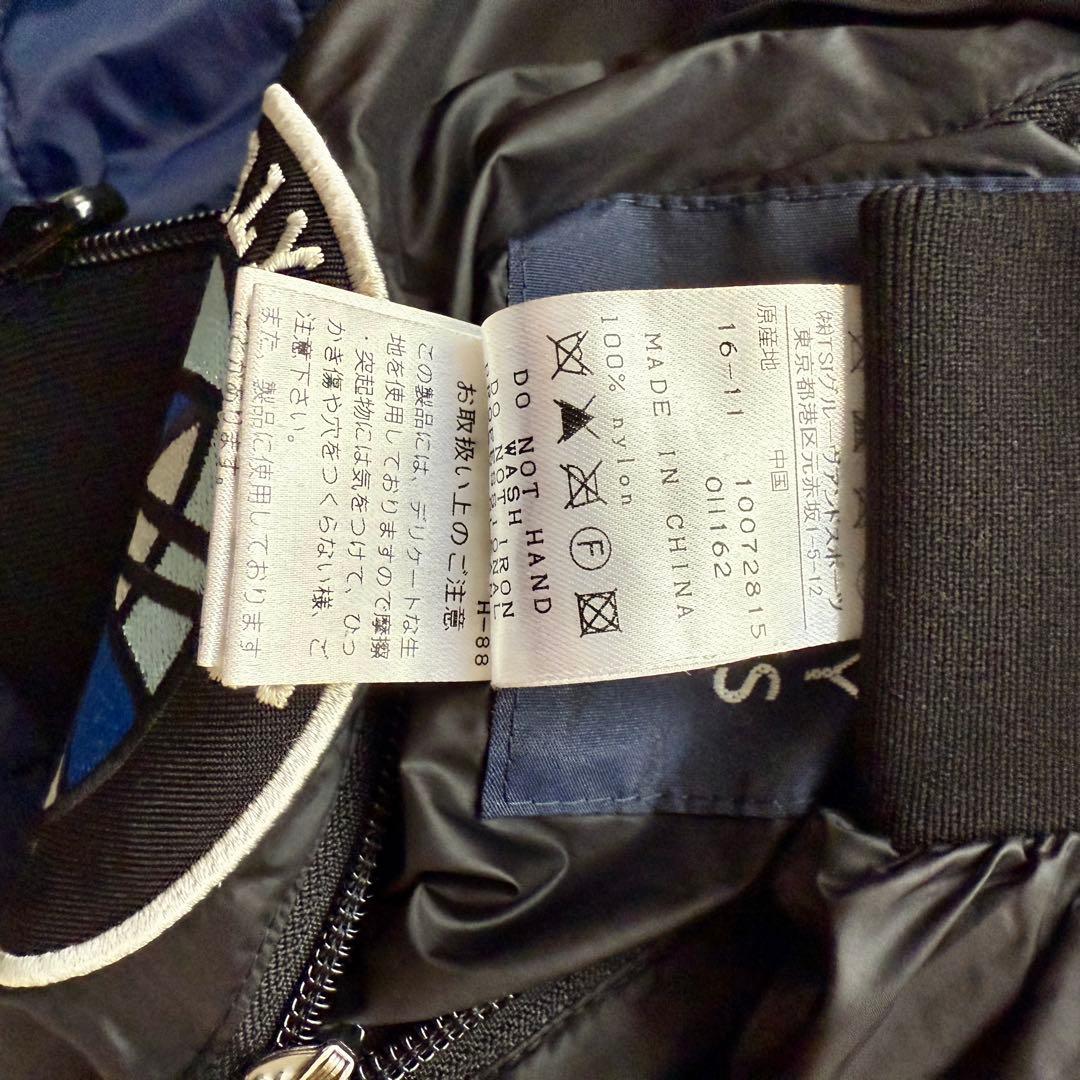 ㈱TSIグルーヴアンドスポーツ
東京都港区元赤坂1-5-12
原産地 中国
16-11 10072815
OII162
MADE IN CHINA
100% nylon
F
DO NOT HAND
WASH
DO NOT IRON
PROFESSIONAL
H-88
お取扱い上のご注意
この製品には、デリケートな生
地を使用しておりますので摩擦
・突起物には気をつけて、ひっ
かき傷や穴をつくらない様、ご
注意下さい。
また、製品に使用しております
Y
S